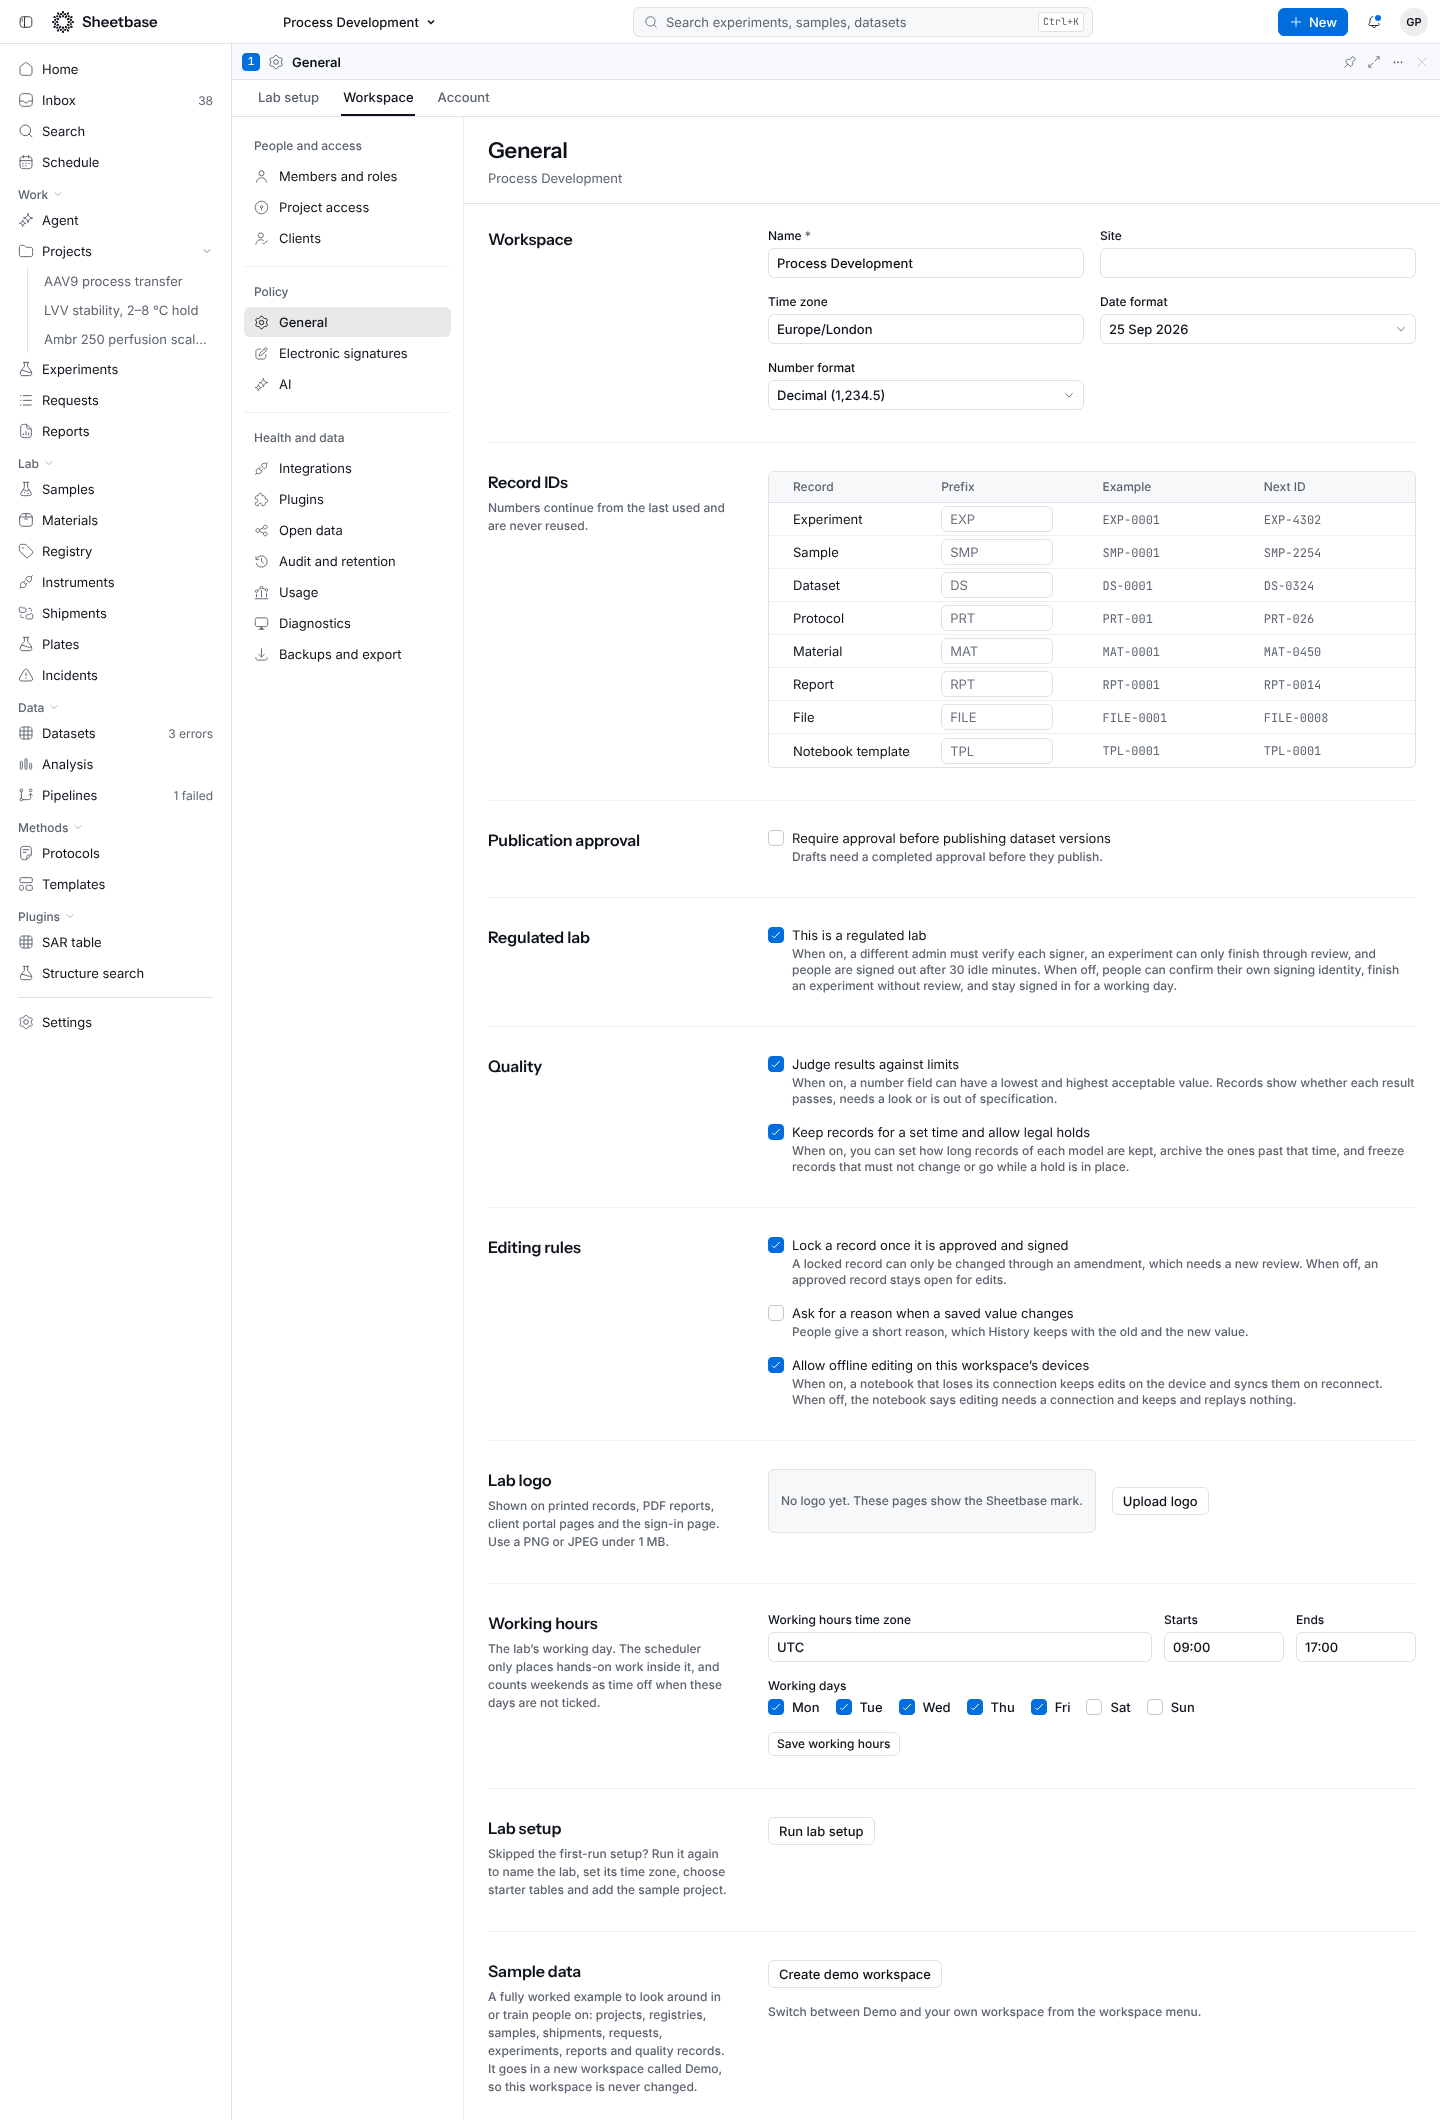 Sheetbase
Process Development
Search experiments, samples, datasets
Ctrl+K
New
GP
Home
Inbox 38
Search
Schedule
Work
Agent
Projects
AAV9 process transfer
LVV stability, 2–8 °C hold
Ambr 250 perfusion scal...
Experiments
Requests
Reports
Lab
Samples
Materials
Registry
Instruments
Shipments
Plates
Incidents
Data
Datasets 3 errors
Analysis
Pipelines 1 failed
Methods
Protocols
Templates
Plugins
SAR table
Structure search
Settings
1 General
Lab setup Workspace Account
People and access
Members and roles
Project access
Clients
Policy
General
Electronic signatures
AI
Health and data
Integrations
Plugins
Open data
Audit and retention
Usage
Diagnostics
Backups and export
General
Process Development
Workspace
Name * Site
Process Development
Time zone Date format
Europe/London 25 Sep 2026
Number format
Decimal (1,234.5)
Record IDs
Numbers continue from the last used and
are never reused.
Record Prefix Example Next ID
Experiment EXP EXP-0001 EXP-4302
Sample SMP SMP-0001 SMP-2254
Dataset DS DS-0001 DS-0324
Protocol PRT PRT-001 PRT-026
Material MAT MAT-0001 MAT-0450
Report RPT RPT-0001 RPT-0014
File FILE FILE-0001 FILE-0008
Notebook template TPL TPL-0001 TPL-0001
Publication approval
Require approval before publishing dataset versions
Drafts need a completed approval before they publish.
Regulated lab
This is a regulated lab
When on, a different admin must verify each signer, an experiment can only finish through review, and
people are signed out after 30 idle minutes. When off, people can confirm their own signing identity, finish
an experiment without review, and stay signed in for a working day.
Quality
Judge results against limits
When on, a number field can have a lowest and highest acceptable value. Records show whether each result
passes, needs a look or is out of specification.
Keep records for a set time and allow legal holds
When on, you can set how long records of each model are kept, archive the ones past that time, and freeze
records that must not change or go while a hold is in place.
Editing rules
Lock a record once it is approved and signed
A locked record can only be changed through an amendment, which needs a new review. When off, an
approved record stays open for edits.
Ask for a reason when a saved value changes
People give a short reason, which History keeps with the old and the new value.
Allow offline editing on this workspace's devices
When on, a notebook that loses its connection keeps edits on the device and syncs them on reconnect.
When off, the notebook says editing needs a connection and keeps and replays nothing.
Lab logo
Shown on printed records, PDF reports,
client portal pages and the sign-in page.
Use a PNG or JPEG under 1 MB.
No logo yet. These pages show the Sheetbase mark.
Upload logo
Working hours
The lab's working day. The scheduler
only places hands-on work inside it, and
counts weekends as time off when these
days are not ticked.
Working hours time zone Starts Ends
UTC 09:00 17:00
Working days
Mon Tue Wed Thu Fri Sat Sun
Save working hours
Lab setup
Skipped the first-run setup? Run it again
to name the lab, set its time zone, choose
starter tables and add the sample project.
Run lab setup
Sample data
A fully worked example to look around in
or train people on: projects, registries,
samples, shipments, requests,
experiments, reports and quality records.
It goes in a new workspace called Demo,
so this workspace is never changed.
Create demo workspace
Switch between Demo and your own workspace from the workspace menu.